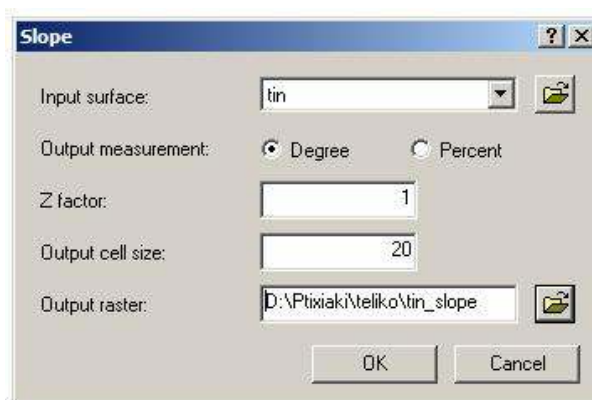 Slope
Input surface: tin
Output measurement: Degree Percent
Z factor: 1
Output cell size: 20
Output raster: D:\Ptixiaki\teliko\tin_slope
OK Cancel